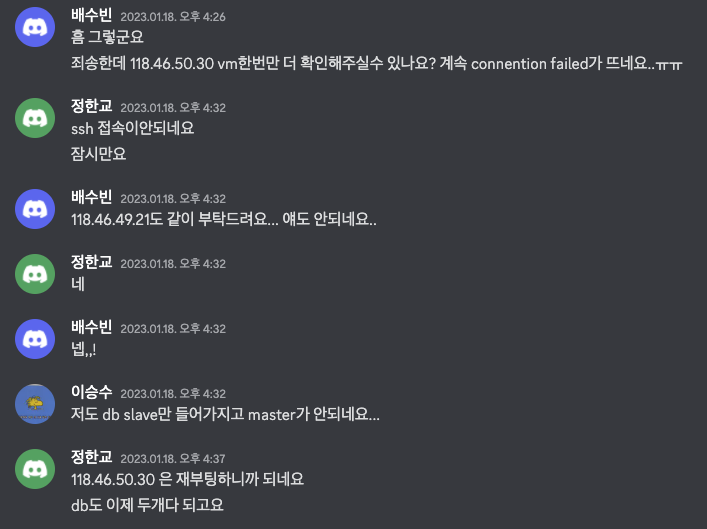 배수빈 2023.01.18. 오후 4:26
흠 그렇군요
죄송한데 118.46.50.30 vm한번만 더 확인해주실수 있나요? 계속 connention failed가 뜨네요..ㅠㅠ
정한교 2023.01.18. 오후 4:32
ssh 접속이안되네요
잠시만요
배수빈 2023.01.18. 오후 4:32
118.46.49.21도 같이 부탁드려요... 얘도 안되네요..
정한교 2023.01.18. 오후 4:32
네
배수빈 2023.01.18. 오후 4:32
넵,,!
이승수 2023.01.18. 오후 4:32
저도 db slave만 들어가지고 master가 안되네요...
정한교 2023.01.18. 오후 4:37
118.46.50.30 은 재부팅하니까 되네요
db도 이제 두개다 되고요